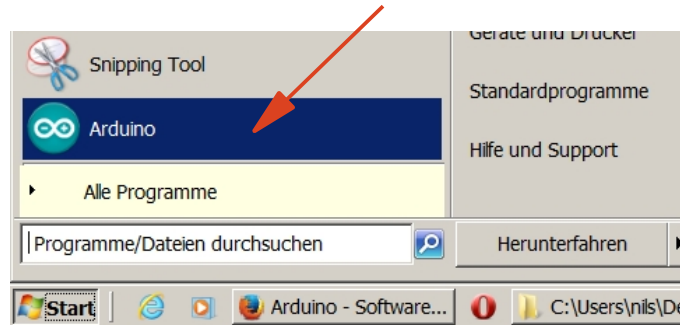 Geräte und Drucker
Snipping Tool
Standardprogramme
Arduino
Hilfe und Support
Alle Programme
Programme/Dateien durchsuchen
Herunterfahren
Start
Arduino - Software...
C:\Users\nils\De